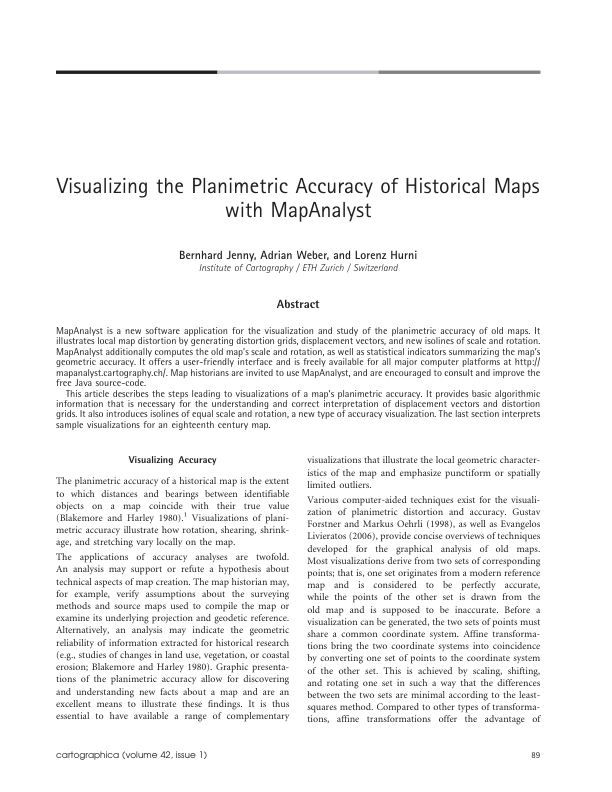 Visualizing the Planimetric Accuracy of Historical Maps
with MapAnalyst
Bernhard Jenny, Adrian Weber, and Lorenz Hurni
Institute of Cartography / ETH Zurich / Switzerland
Abstract
MapAnalyst is a new software application for the visualization and study of the planimetric accuracy of old maps. It
illustrates local map distortion by generating distortion grids, displacement vectors, and new isolines of scale and rotation.
MapAnalyst additionally computes the old map's scale and rotation, as well as statistical indicators summarizing the map's
geometric accuracy. It offers a user-friendly interface and is freely available for all major computer platforms at http://
mapanalyst.cartography.ch/. Map historians are invited to use MapAnalyst, and are encouraged to consult and improve the
free Java source-code.
This article describes the steps leading to visualizations of a map's planimetric accuracy. It provides basic algorithmic
information that is necessary for the understanding and correct interpretation of displacement vectors and distortion
grids. It also introduces isolines of equal scale and rotation, a new type of accuracy visualization. The last section interprets
sample visualizations for an eighteenth century map.
Visualizing Accuracy
The planimetric accuracy of a historical map is the extent
to which distances and bearings between identifiable
objects on a map coincide with their true value
(Blakemore and Harley 1980).1 Visualizations of plani-
metric accuracy illustrate how rotation, shearing, shrink-
age, and stretching vary locally on the map.
The applications of accuracy analyses are twofold.
An analysis may support or refute a hypothesis about
technical aspects of map creation. The map historian may,
for example, verify assumptions about the surveying
methods and source maps used to compile the map or
examine its underlying projection and geodetic reference.
Alternatively, an analysis may indicate the geometric
reliability of information extracted for historical research
(e.g., studies of changes in land use, vegetation, or coastal
erosion; Blakemore and Harley 1980). Graphic presenta-
tions of the planimetric accuracy allow for discovering
and understanding new facts about a map and are an
excellent means to illustrate these findings. It is thus
essential to have available a range of complementary
visualizations that illustrate the local geometric character-
istics of the map and emphasize punctiform or spatially
limited outliers.
Various computer-aided techniques exist for the visuali-
zation of planimetric distortion and accuracy. Gustav
Forstner and Markus Oehrli (1998), as well as Evangelos
Livieratos (2006), provide concise overviews of techniques
developed for the graphical analysis of old maps.
Most visualizations derive from two sets of corresponding
points; that is, one set originates from a modern reference
map and is considered to be perfectly accurate,
while the points of the other set is drawn from the
old map and is supposed to be inaccurate. Before a
visualization can be generated, the two sets of points must
share a common coordinate system. Affine transforma-
tions bring the two coordinate systems into coincidence
by converting one set of points to the coordinate system
of the other set. This is achieved by scaling, shifting,
and rotating one set in such a way that the differences
between the two sets are minimal according to the least-
squares method. Compared to other types of transforma-
tions, affine transformations offer the advantage of
cartographica (volume 42, issue 1)
89